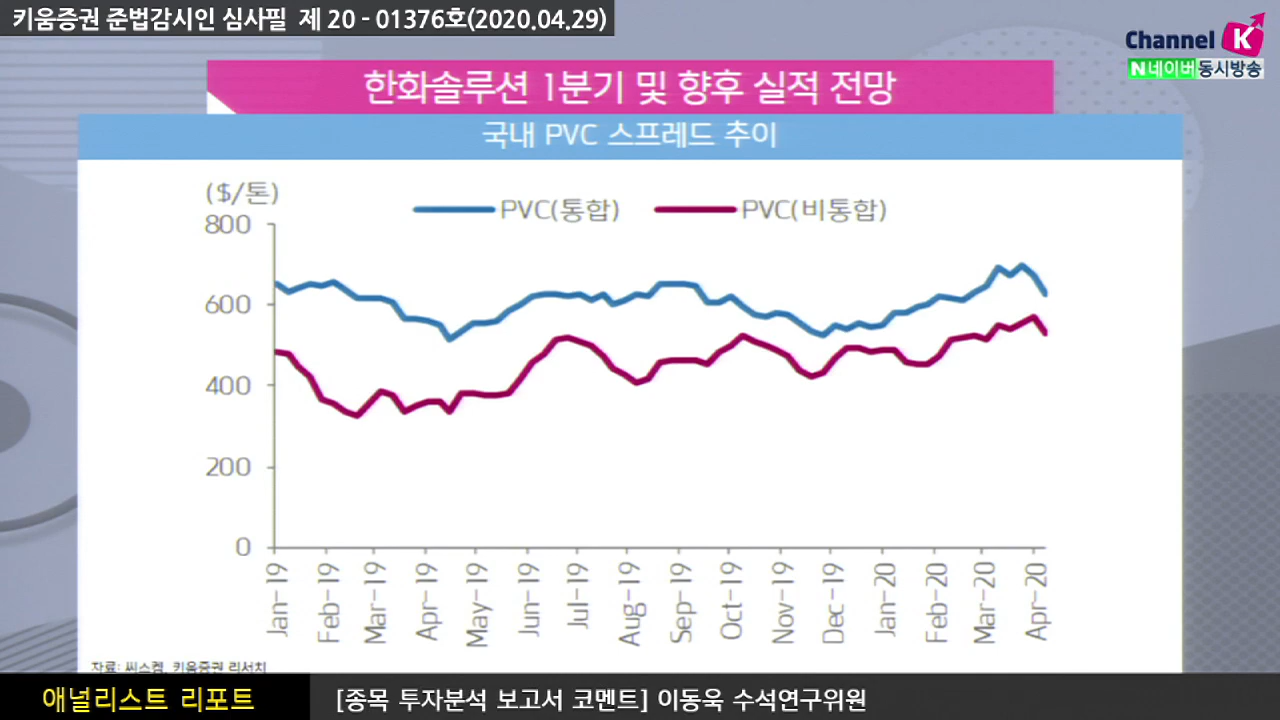 키움증권 준법감시인 심사필 제 20 - 01376호(2020.04.29)
Channel K
N네이버동시방송
한화솔루션 1분기 및 향후 실적 전망
국내 PVC 스프레드 추이
($/톤)
PVC(통합) PVC(비통합)
800
600
400
200
0
Jan-19 Feb-19 Mar-19 Apr-19 May-19 Jun-19 Jul-19 Aug-19 Sep-19 Oct-19 Nov-19 Dec-19 Jan-20 Feb-20 Mar-20 Apr-20
자료: 씨스켐, 키움증권 리서치
애널리스트 리포트 [종목 투자분석 보고서 코멘트] 이동욱 수석연구위원